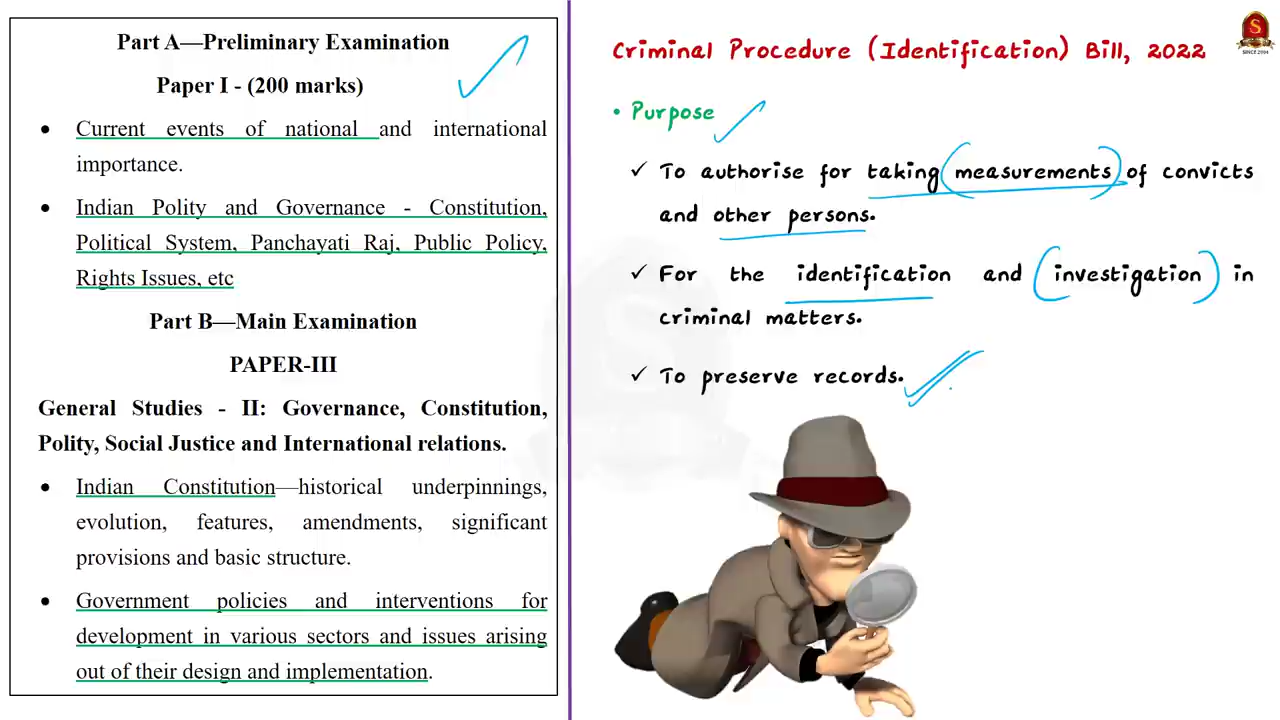 Part A—Preliminary Examination
Paper I - (200 marks)
• Current events of national and international
importance.
• Indian Polity and Governance - Constitution,
Political System, Panchayati Raj, Public Policy,
Rights Issues, etc
Part B—Main Examination
PAPER-III
General Studies - II: Governance, Constitution,
Polity, Social Justice and International relations.
• Indian Constitution—historical underpinnings,
evolution, features, amendments, significant
provisions and basic structure.
• Government policies and interventions for
development in various sectors and issues arising
out of their design and implementation.
Criminal Procedure (Identification) Bill, 2022
• Purpose
✓ To authorise for taking measurements of convicts
and other persons.
✓ For the identification and investigation in
criminal matters.
✓ To preserve records.
S
SINCE 2004